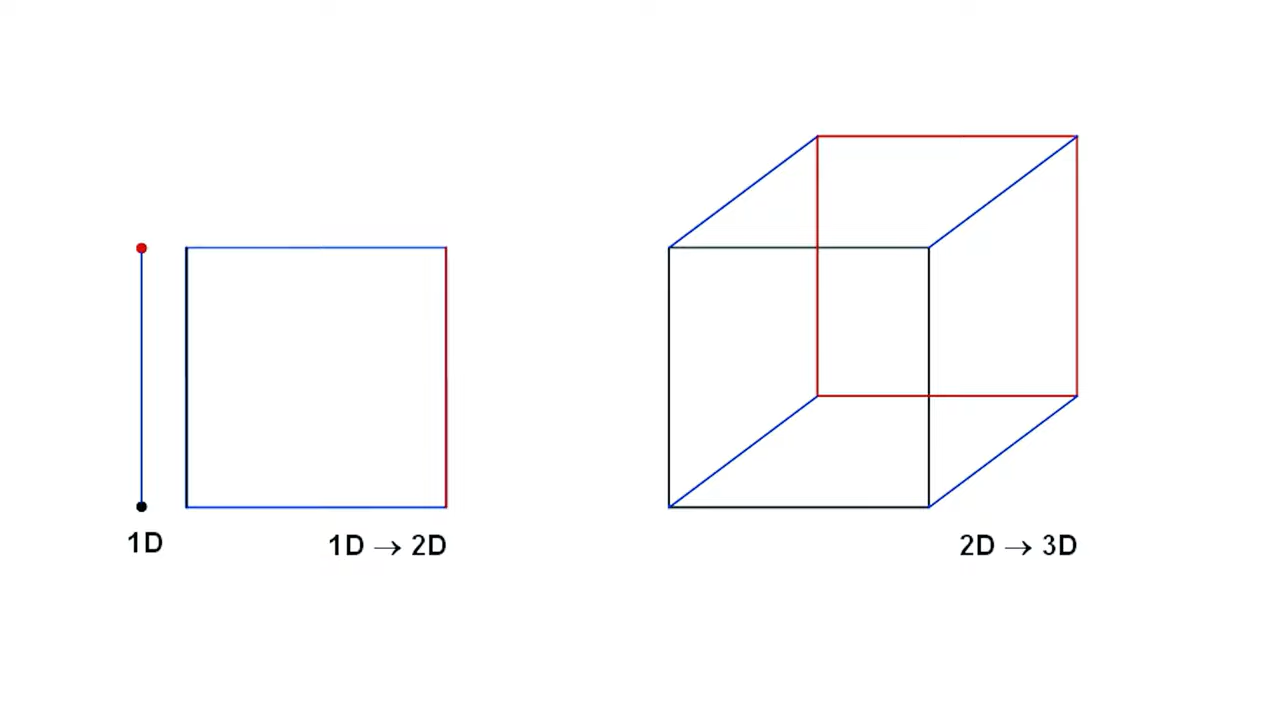 1D
1D → 2D
2D → 3D